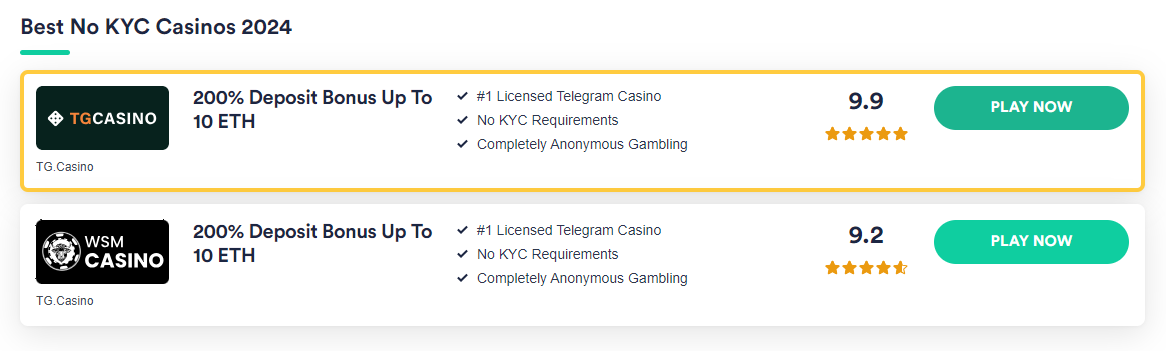 Best No KYC Casinos 2024
TGCASINO
TG.Casino
200% Deposit Bonus Up To
10 ETH
#1 Licensed Telegram Casino
No KYC Requirements
Completely Anonymous Gambling
9.9
PLAY NOW
WSM
CASINO
TG.Casino
200% Deposit Bonus Up To
10 ETH
#1 Licensed Telegram Casino
No KYC Requirements
Completely Anonymous Gambling
9.2
PLAY NOW